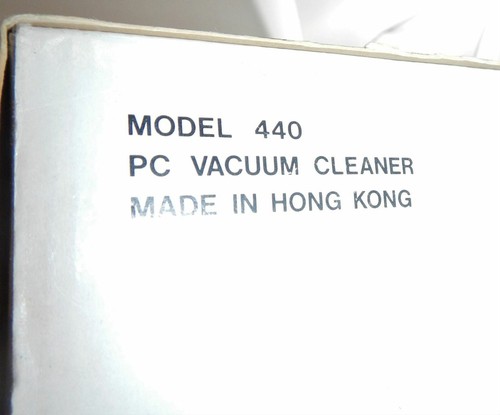 MODEL 440
PC VACUUM CLEANER
MADE IN HONG KONG